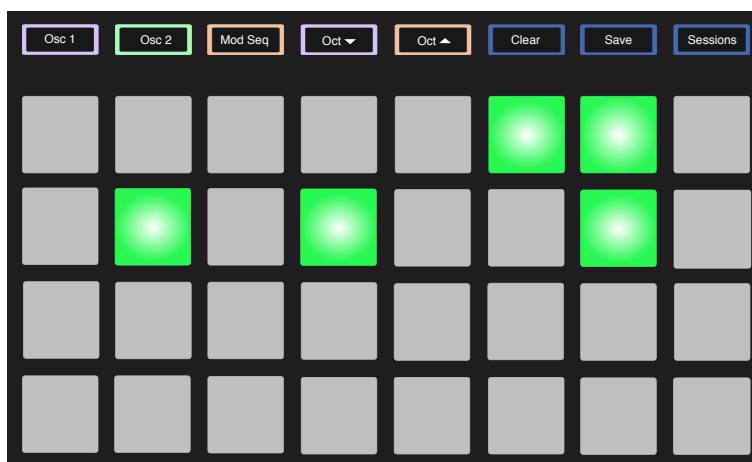 Osc 1
Osc 2
Mod Seq
Oct ▼
Oct ▲
Clear
Save
Sessions